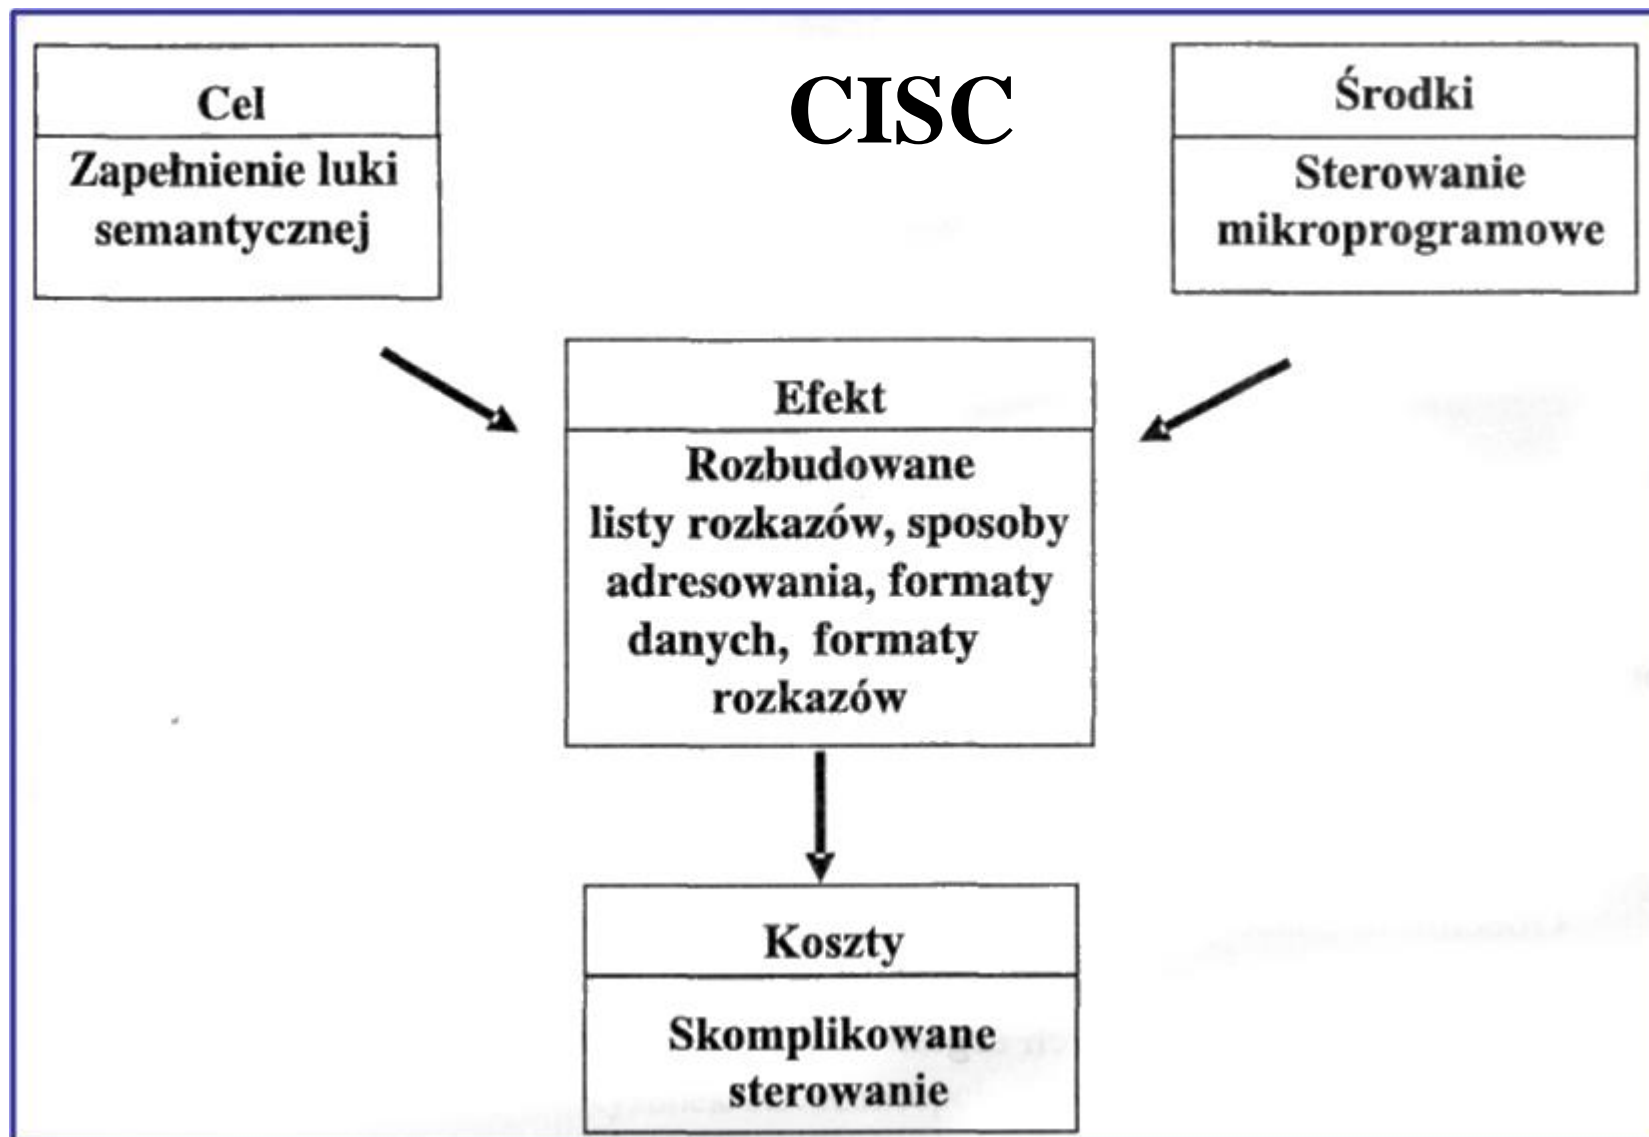 CISC
Cel
Zapełnienie luki
semantycznej
Środki
Sterowanie
mikroprogramowe
Efekt
Rozbudowane
listy rozkazów, sposoby
adresowania, formaty
danych, formaty
rozkazów
Koszty
Skomplikowane
sterowanie